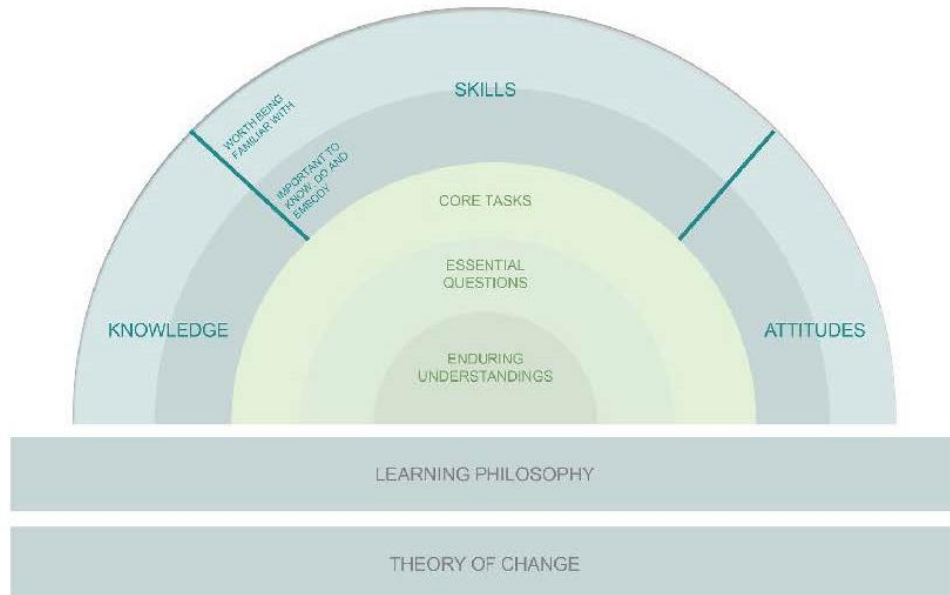 SKILLS
WORTH BEING
FAMILIAR WITH
IMPORTANT TO
KNOW, DO AND
EMBODY
CORE TASKS
ESSENTIAL
QUESTIONS
KNOWLEDGE
ATTITUDES
ENDURING
UNDERSTANDINGS
LEARNING PHILOSOPHY
THEORY OF CHANGE